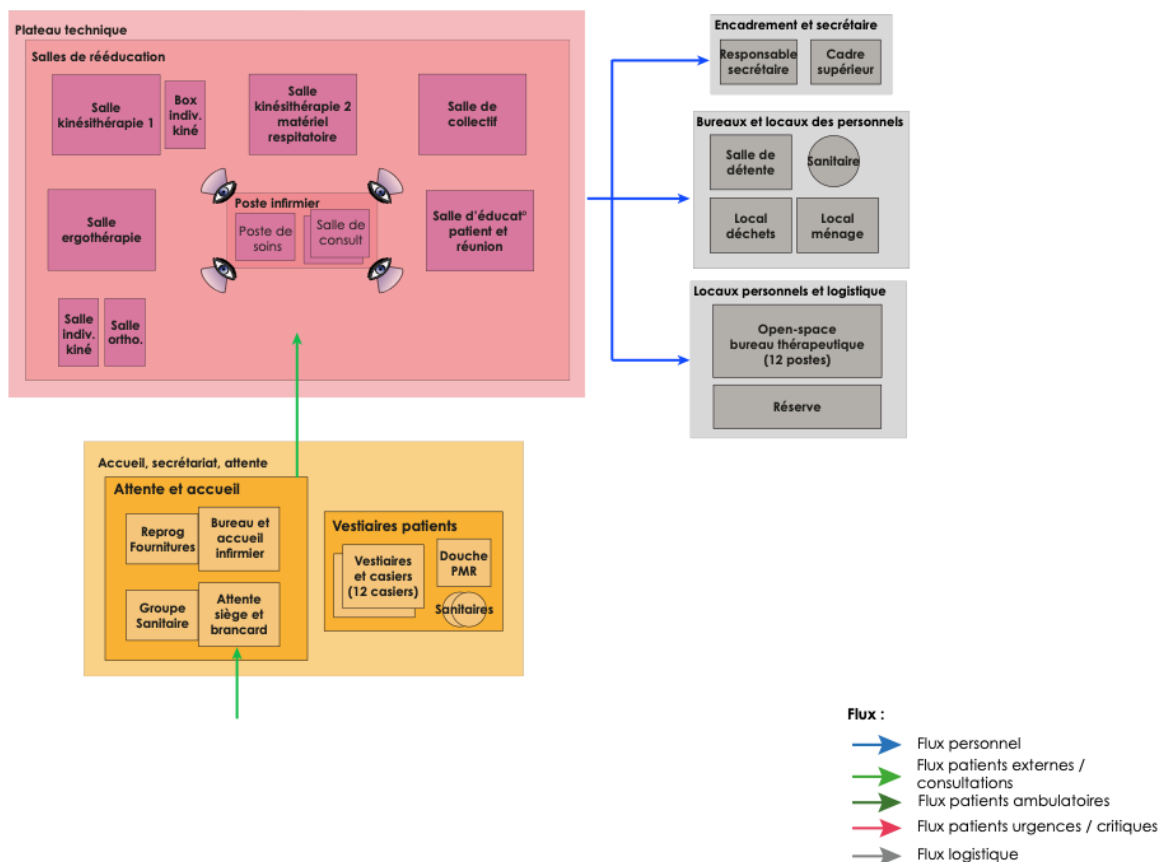 Plateau technique
Salles de rééducation
Salle
kinésithérapie 1
Box
indiv.
kiné
Salle
kinésithérapie 2
matériel
respitatoire
Salle de
collectif
Salle
ergothérapie
Poste infirmier
Poste de
soins
Salle de
consult
Salle d'éducat°
patient et
réunion
Salle
indiv.
kiné
Salle
ortho.
Encadrement et secrétaire
Responsable
secrétaire
Cadre
supérieur
Bureaux et locaux des personnels
Salle de
détente
Sanitaire
Local
déchets
Local
ménage
Locaux personnels et logistique
Open-space
bureau thérapeutique
(12 postes)
Réserve
Accueil, secrétariat, attente
Attente et accueil
Reprog
Fournitures
Bureau et
accueil
infirmier
Groupe
Sanitaire
Attente
siège et
brancard
Vestiaires patients
Vestiaires
et casiers
(12 casiers)
Douche
PMR
Sanitaires
Flux :
Flux personnel
Flux patients externes /
consultations
Flux patients ambulatoires
Flux patients urgences / critiques
Flux logistique